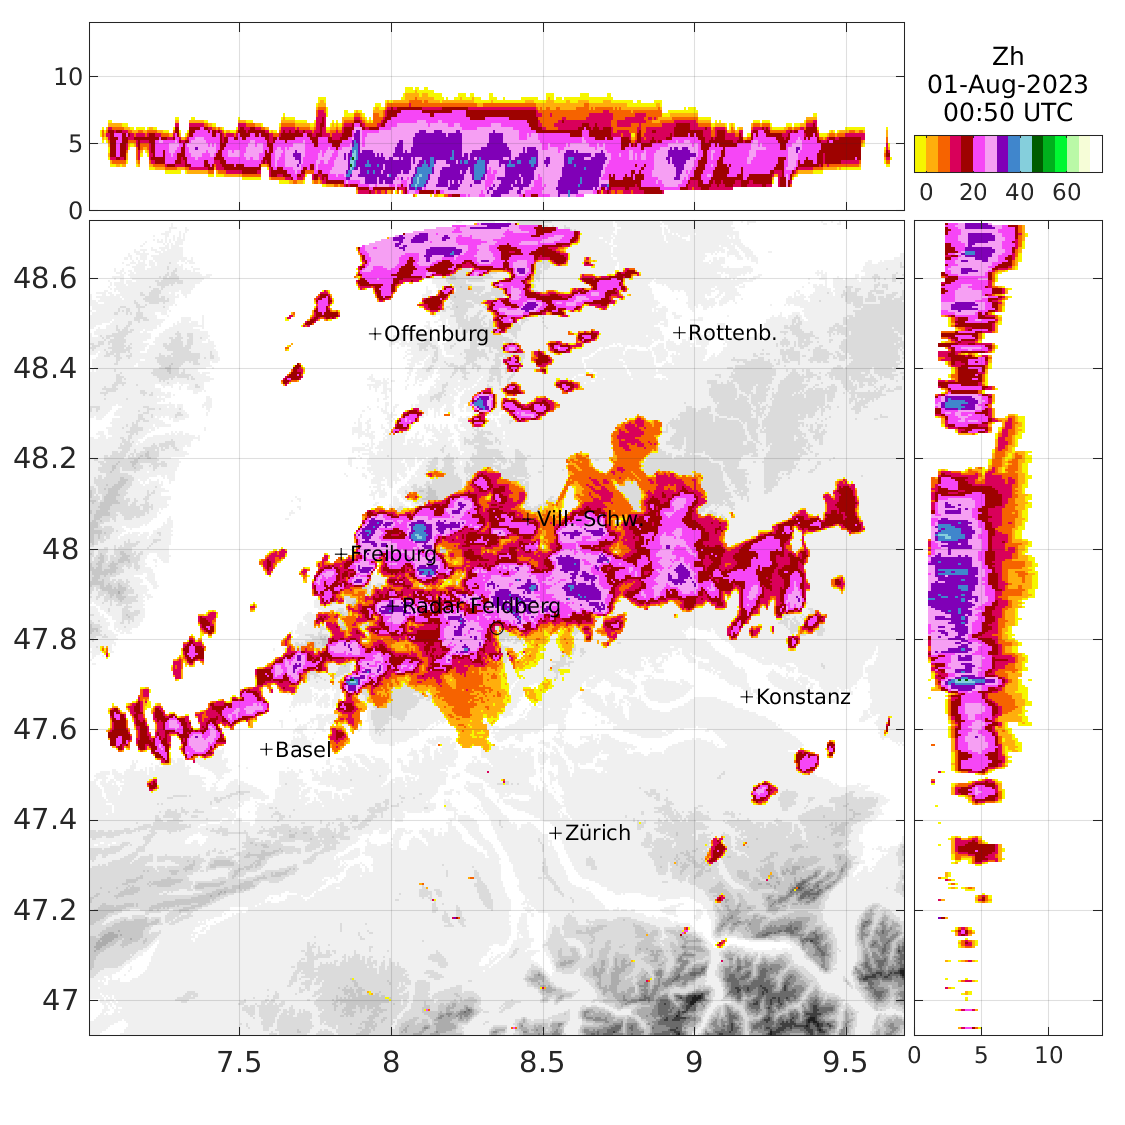 10
5
0
Zh
01-Aug-2023
00:50 UTC
0 20 40 60
48.6
48.4
48.2
48
47.8
47.6
47.4
47.2
47
+Offenburg
+Rottenb.
+Vill.-Schw.
+Freiburg
+Radar Feldberg
+Konstanz
+Basel
+Zürich
7.5 8 8.5 9 9.5
0 5 10